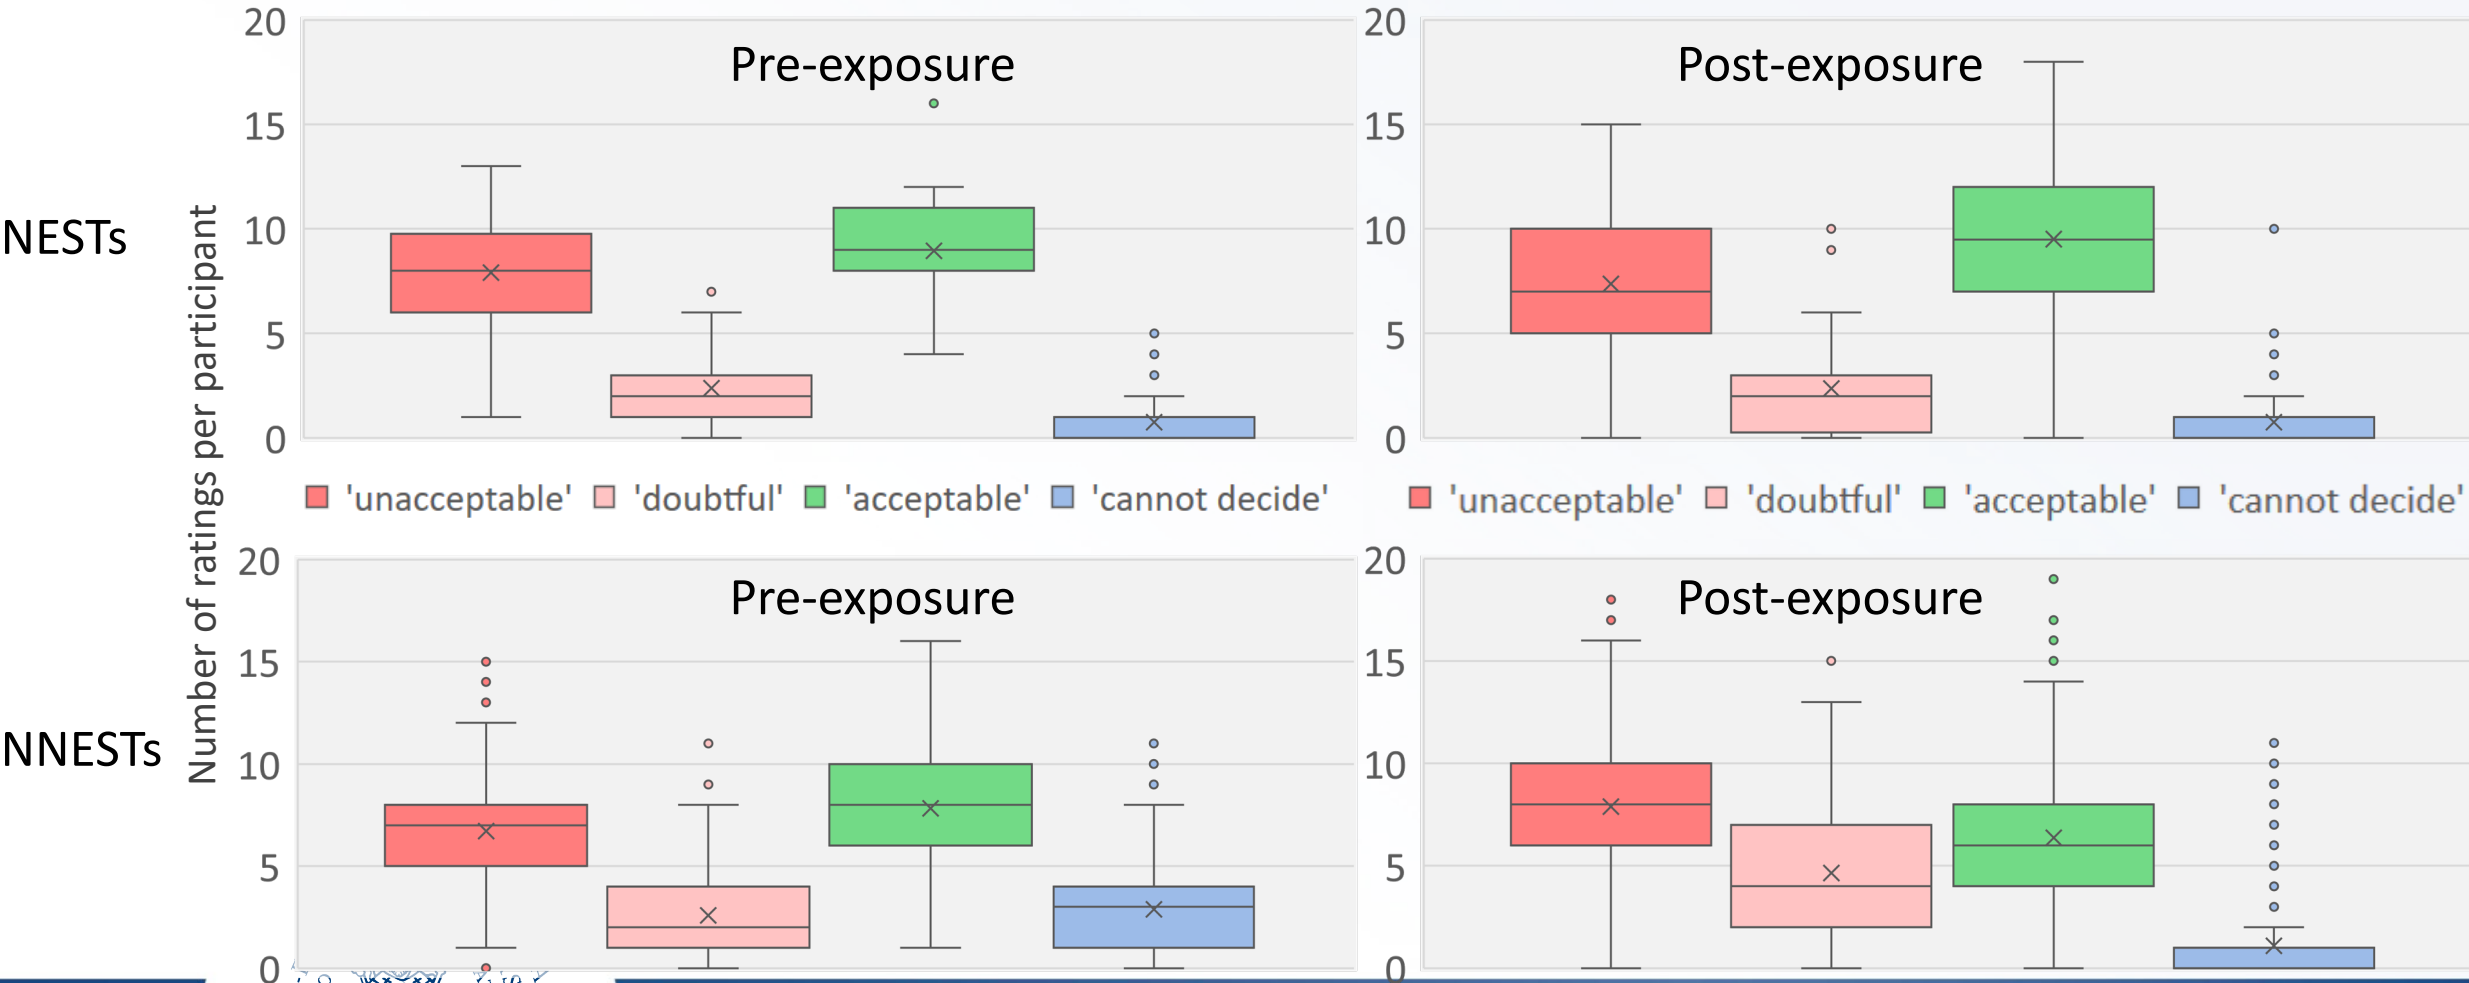 NESTs
NNESTs
Number of ratings per participant
Pre-exposure
20
15
10
5
0
'unacceptable' 'doubtful' 'acceptable' 'cannot decide'
Post-exposure
20
15
10
5
0
'unacceptable' 'doubtful' 'acceptable' 'cannot decide'
Pre-exposure
20
15
10
5
0
Post-exposure
20
15
10
5
0